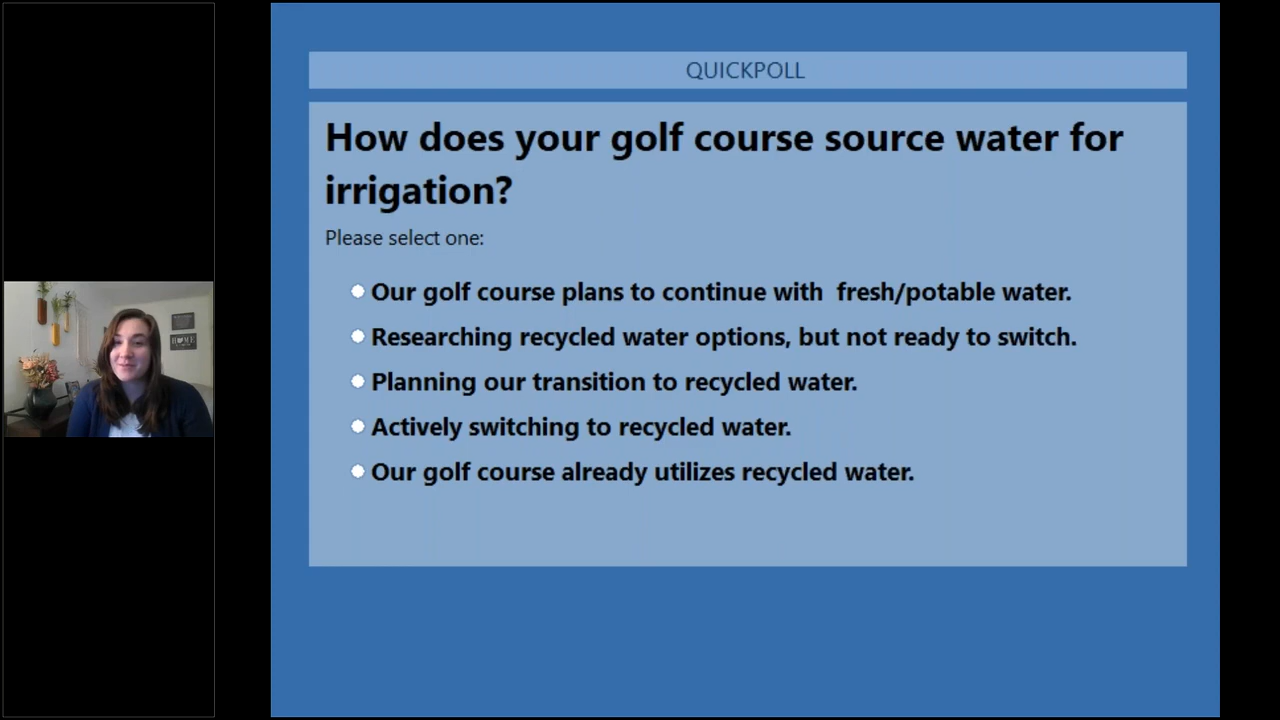 QUICKPOLL
How does your golf course source water for
irrigation?
Please select one:
Our golf course plans to continue with  fresh/potable water.
Researching recycled water options, but not ready to switch.
Planning our transition to recycled water.
Actively switching to recycled water.
Our golf course already utilizes recycled water.
HOME